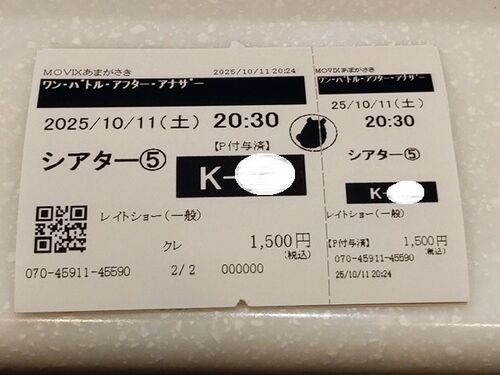 MOVIXあまがさき 2025/10/11 20:24
ワン・バトル・アフター・アナザー
2025/10/11(土) 20:30
【P付与済】
シアター⑤
K-
レイトショー(一般)
クレ 1,500円
(税込)
070-45911-45590 2/2 000000
MOVIXあまがさき
ワン・バトル・アフター・アナザー
25/10/11(土)
20:30
シアター⑤
K-
レイトショー(一般)
【P付与済】 1,500円
(税込)
070-45911-45590
25/10/11 20:24